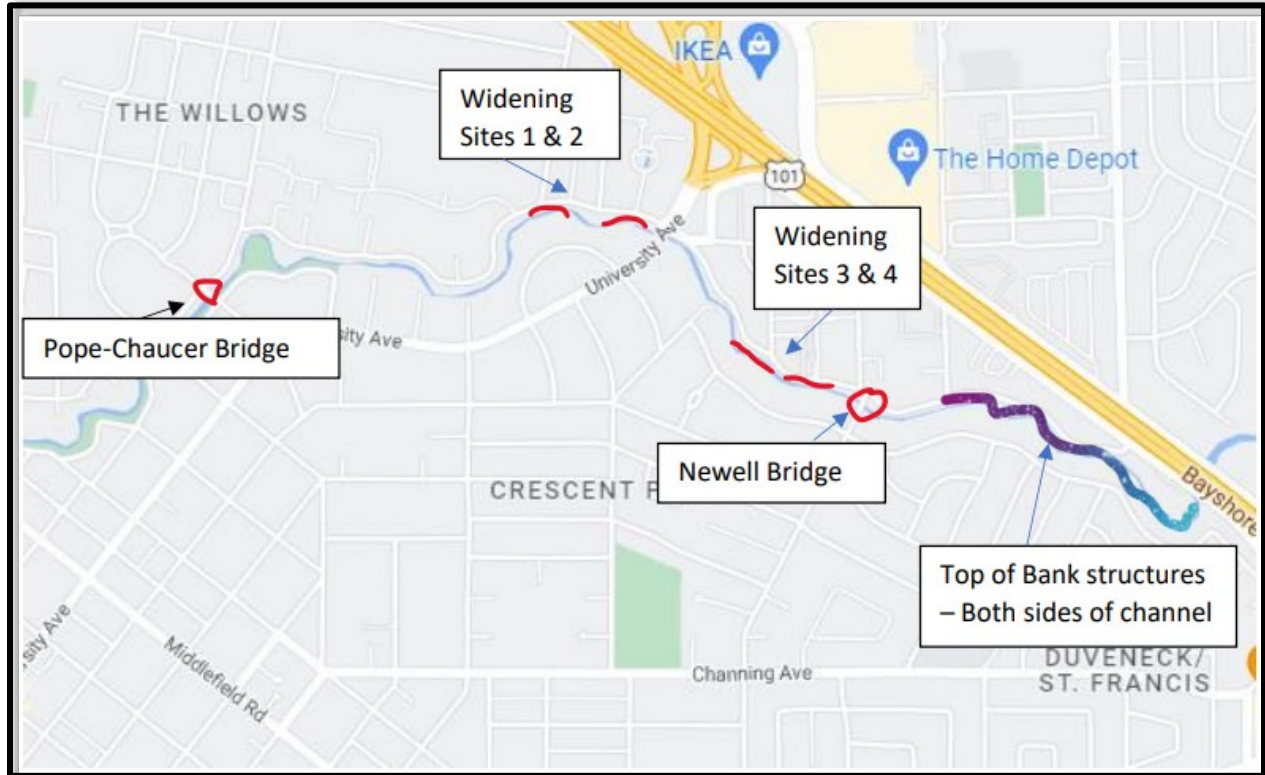 IKEA
Widening
Sites 1 & 2
THE WILLOWS
The Home Depot
101
Widening
Sites 3 & 4
University Ave
Pope-Chaucer Bridge
sity Ave
Newell Bridge
CRESCENT P
Bayshore
Top of Bank structures
– Both sides of channel
sity Ave
Middlefield Rd
Channing Ave
DUVENECK/
ST. FRANCIS